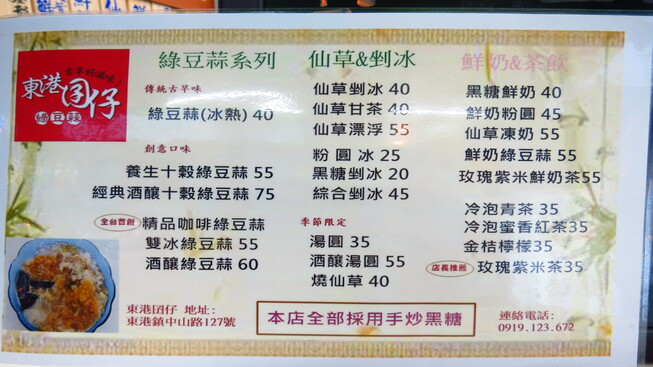 古早好滋味!
東港囝仔
綠豆蒜
綠豆蒜系列
傳統古早味
綠豆蒜(冰熱) 40
創意口味
養生十穀綠豆蒜 55
經典酒釀十穀綠豆蒜 75
全台首創 精品咖啡綠豆蒜
雙冰綠豆蒜 55
酒釀綠豆蒜 60
仙草&剉冰
仙草剉冰 40
仙草甘茶 40
仙草漂浮 55
粉圓冰 25
黑糖剉冰 20
綜合剉冰 45
季節限定
湯圓 35
酒釀湯圓 55
燒仙草 40
鮮奶&茶飲
黑糖鮮奶 40
鮮奶粉圓 45
仙草凍奶 55
鮮奶綠豆蒜 55
玫瑰紫米鮮奶茶55
冷泡青茶 35
冷泡蜜香紅茶35
金桔檸檬35
店長推薦 玫瑰紫米茶35
東港囝仔 地址:
東港鎮中山路127號
本店全部採用手炒黑糖
連絡電話:
0919.123.672